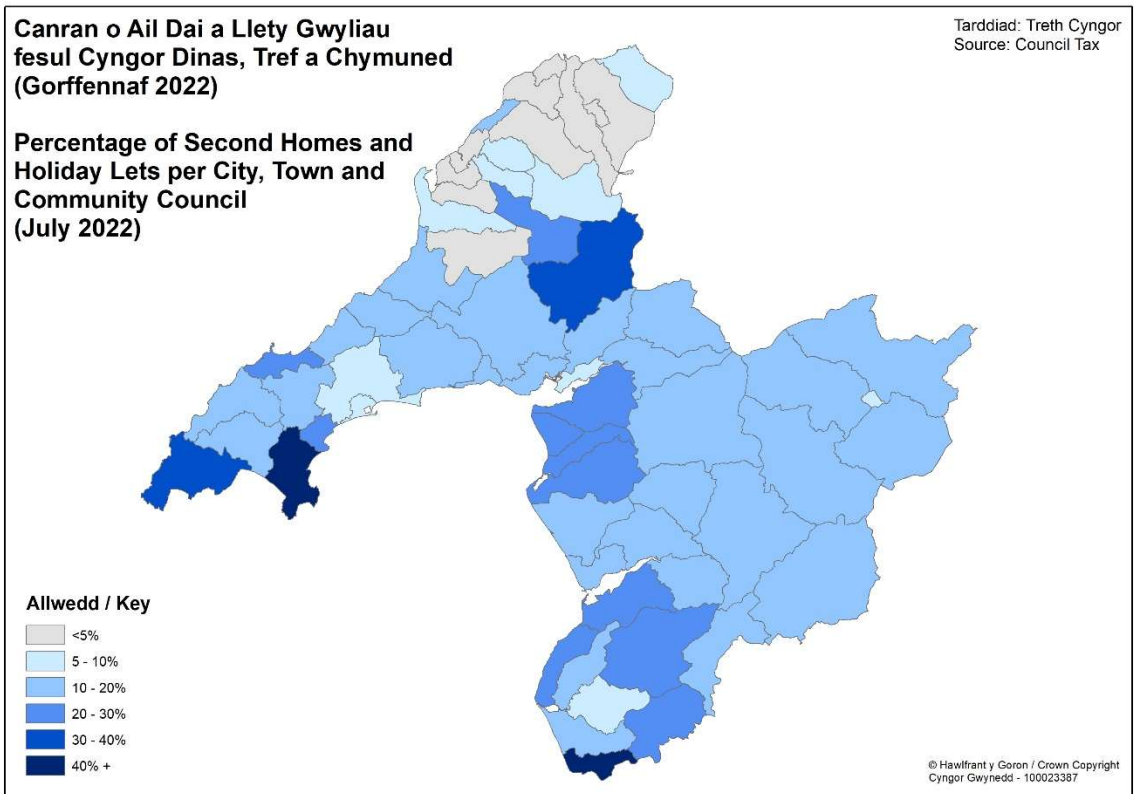 Canran o Ail Dai a Llety Gwyliau
fesul Cyngor Dinas, Tref a Chymuned
(Gorffennaf 2022)
Percentage of Second Homes and
Holiday Lets per City, Town and
Community Council
(July 2022)
Tarddiad: Treth Cyngor
Source: Council Tax
Allwedd / Key
<5%
5 - 10%
10 - 20%
20 - 30%
30 - 40%
40% +
© Hawlfrant y Goron / Crown Copyright
Cyngor Gwynedd - 100023387